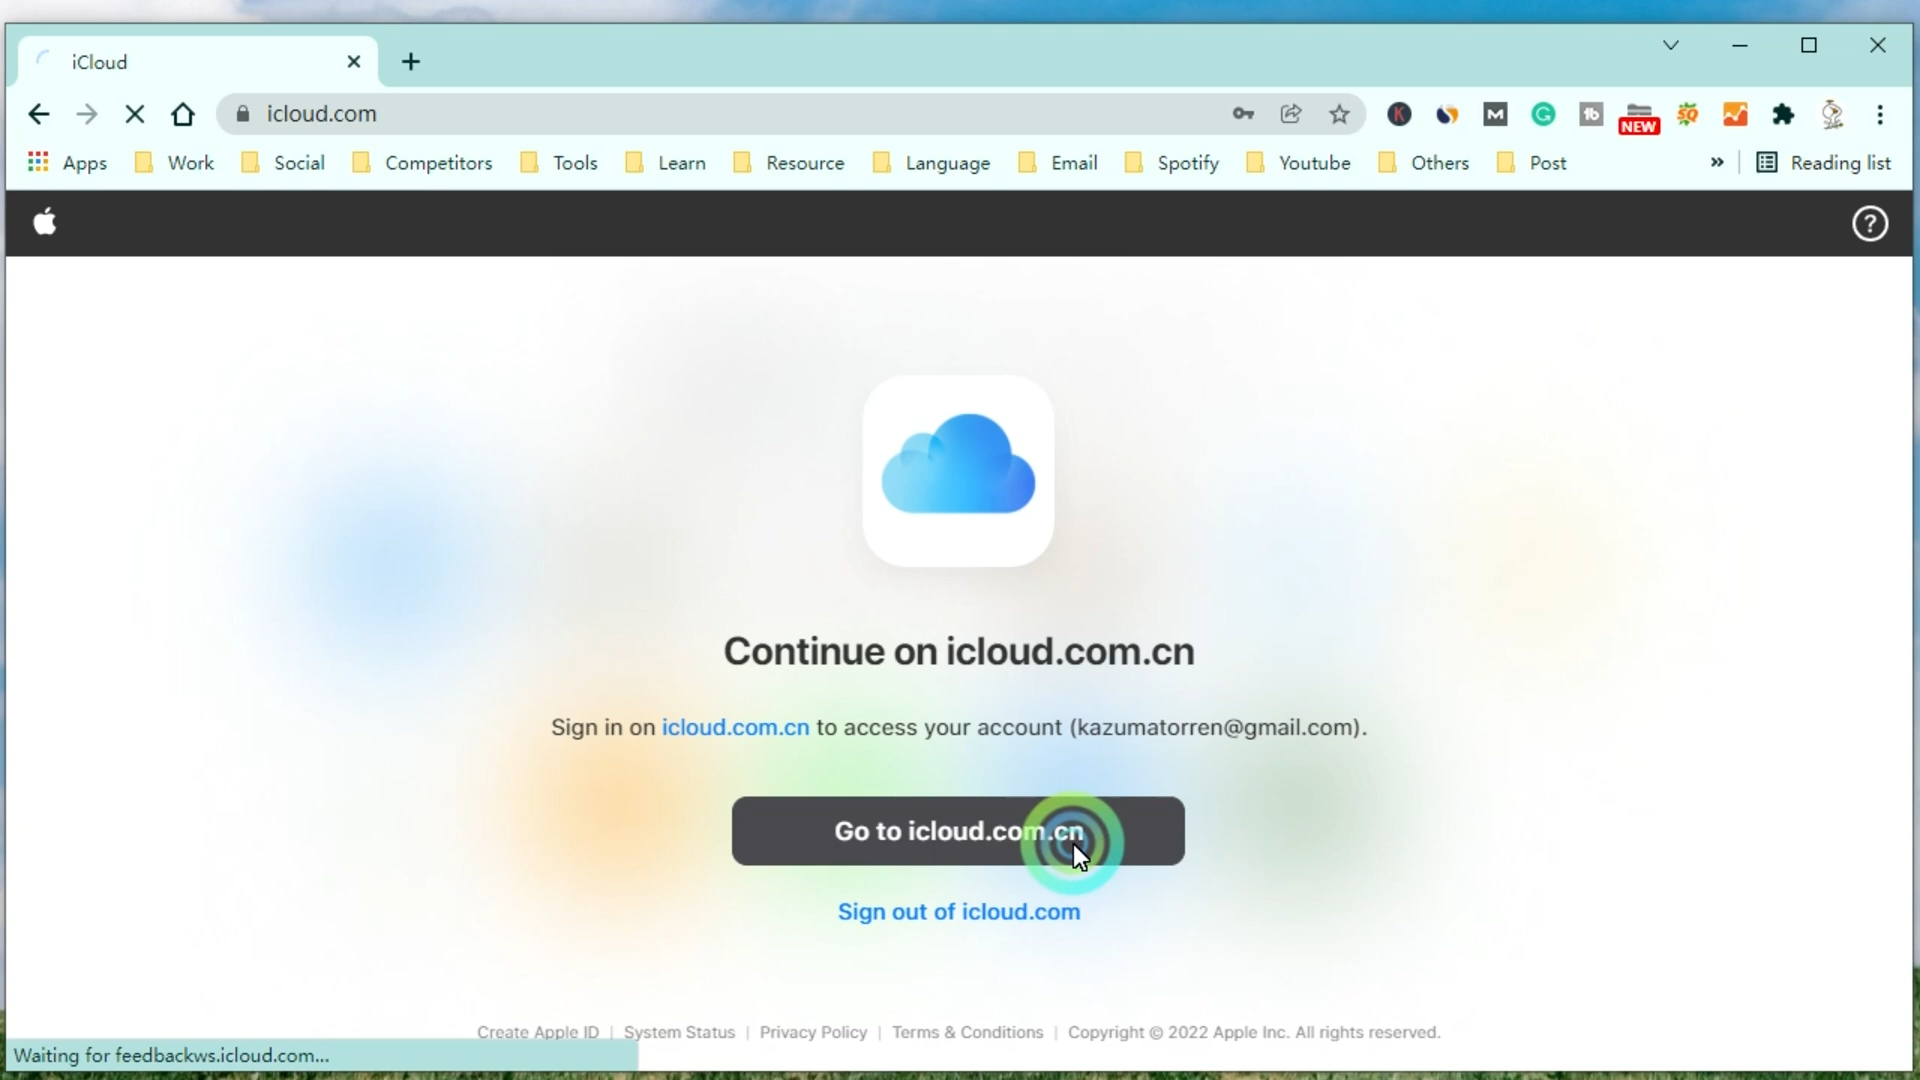 iCloud
icloud.com
NEW
Apps Work Social Competitors Tools Learn Resource Language Email Spotify Youtube Others Post » Reading list
Continue on icloud.com.cn
Sign in on icloud.com.cn to access your account (kazumatorren@gmail.com).
Go to icloud.com.cn
Sign out of icloud.com
Create Apple ID | System Status | Privacy Policy | Terms & Conditions | Copyright © 2022 Apple Inc. All rights reserved.
Waiting for feedbackws.icloud.com...